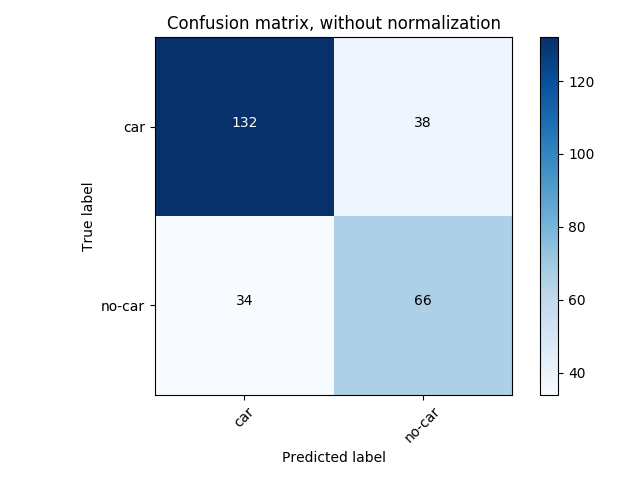 Confusion matrix, without normalization
True label
car
132
38
no-car
34
66
car
no-car
Predicted label
120
100
80
60
40